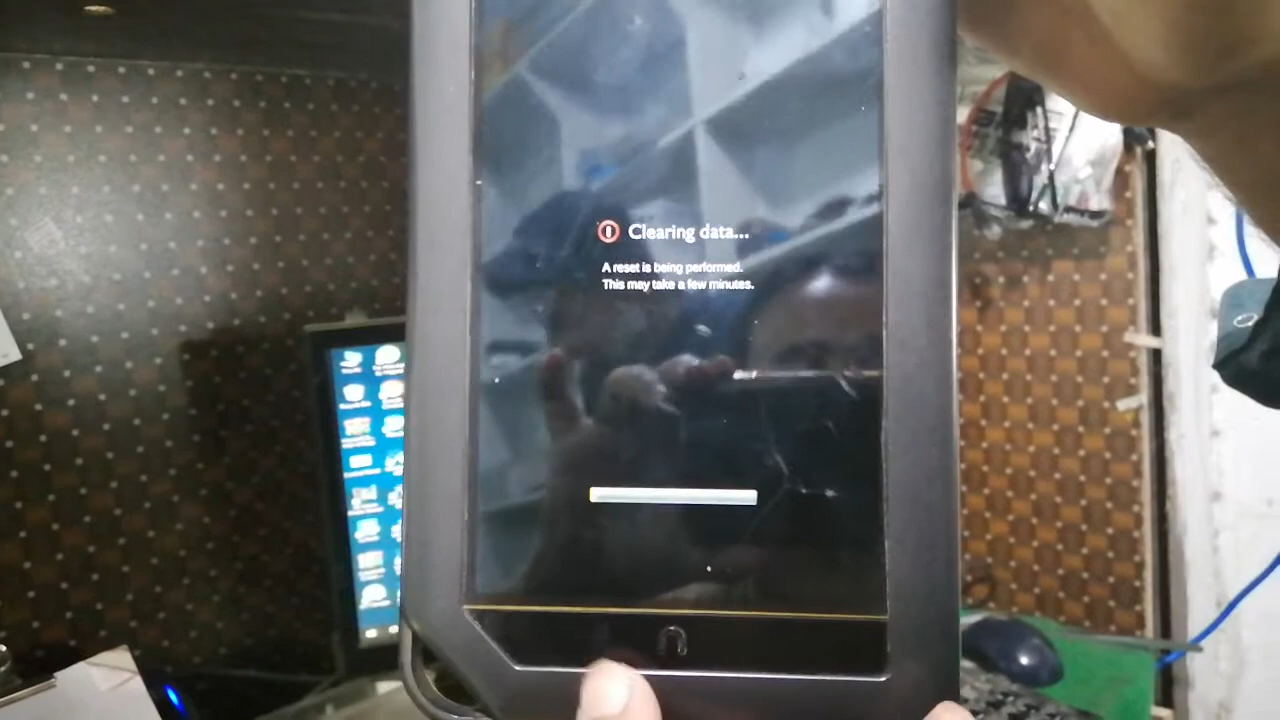 Clearing data...
A reset is being performed.
This may take a few minutes.